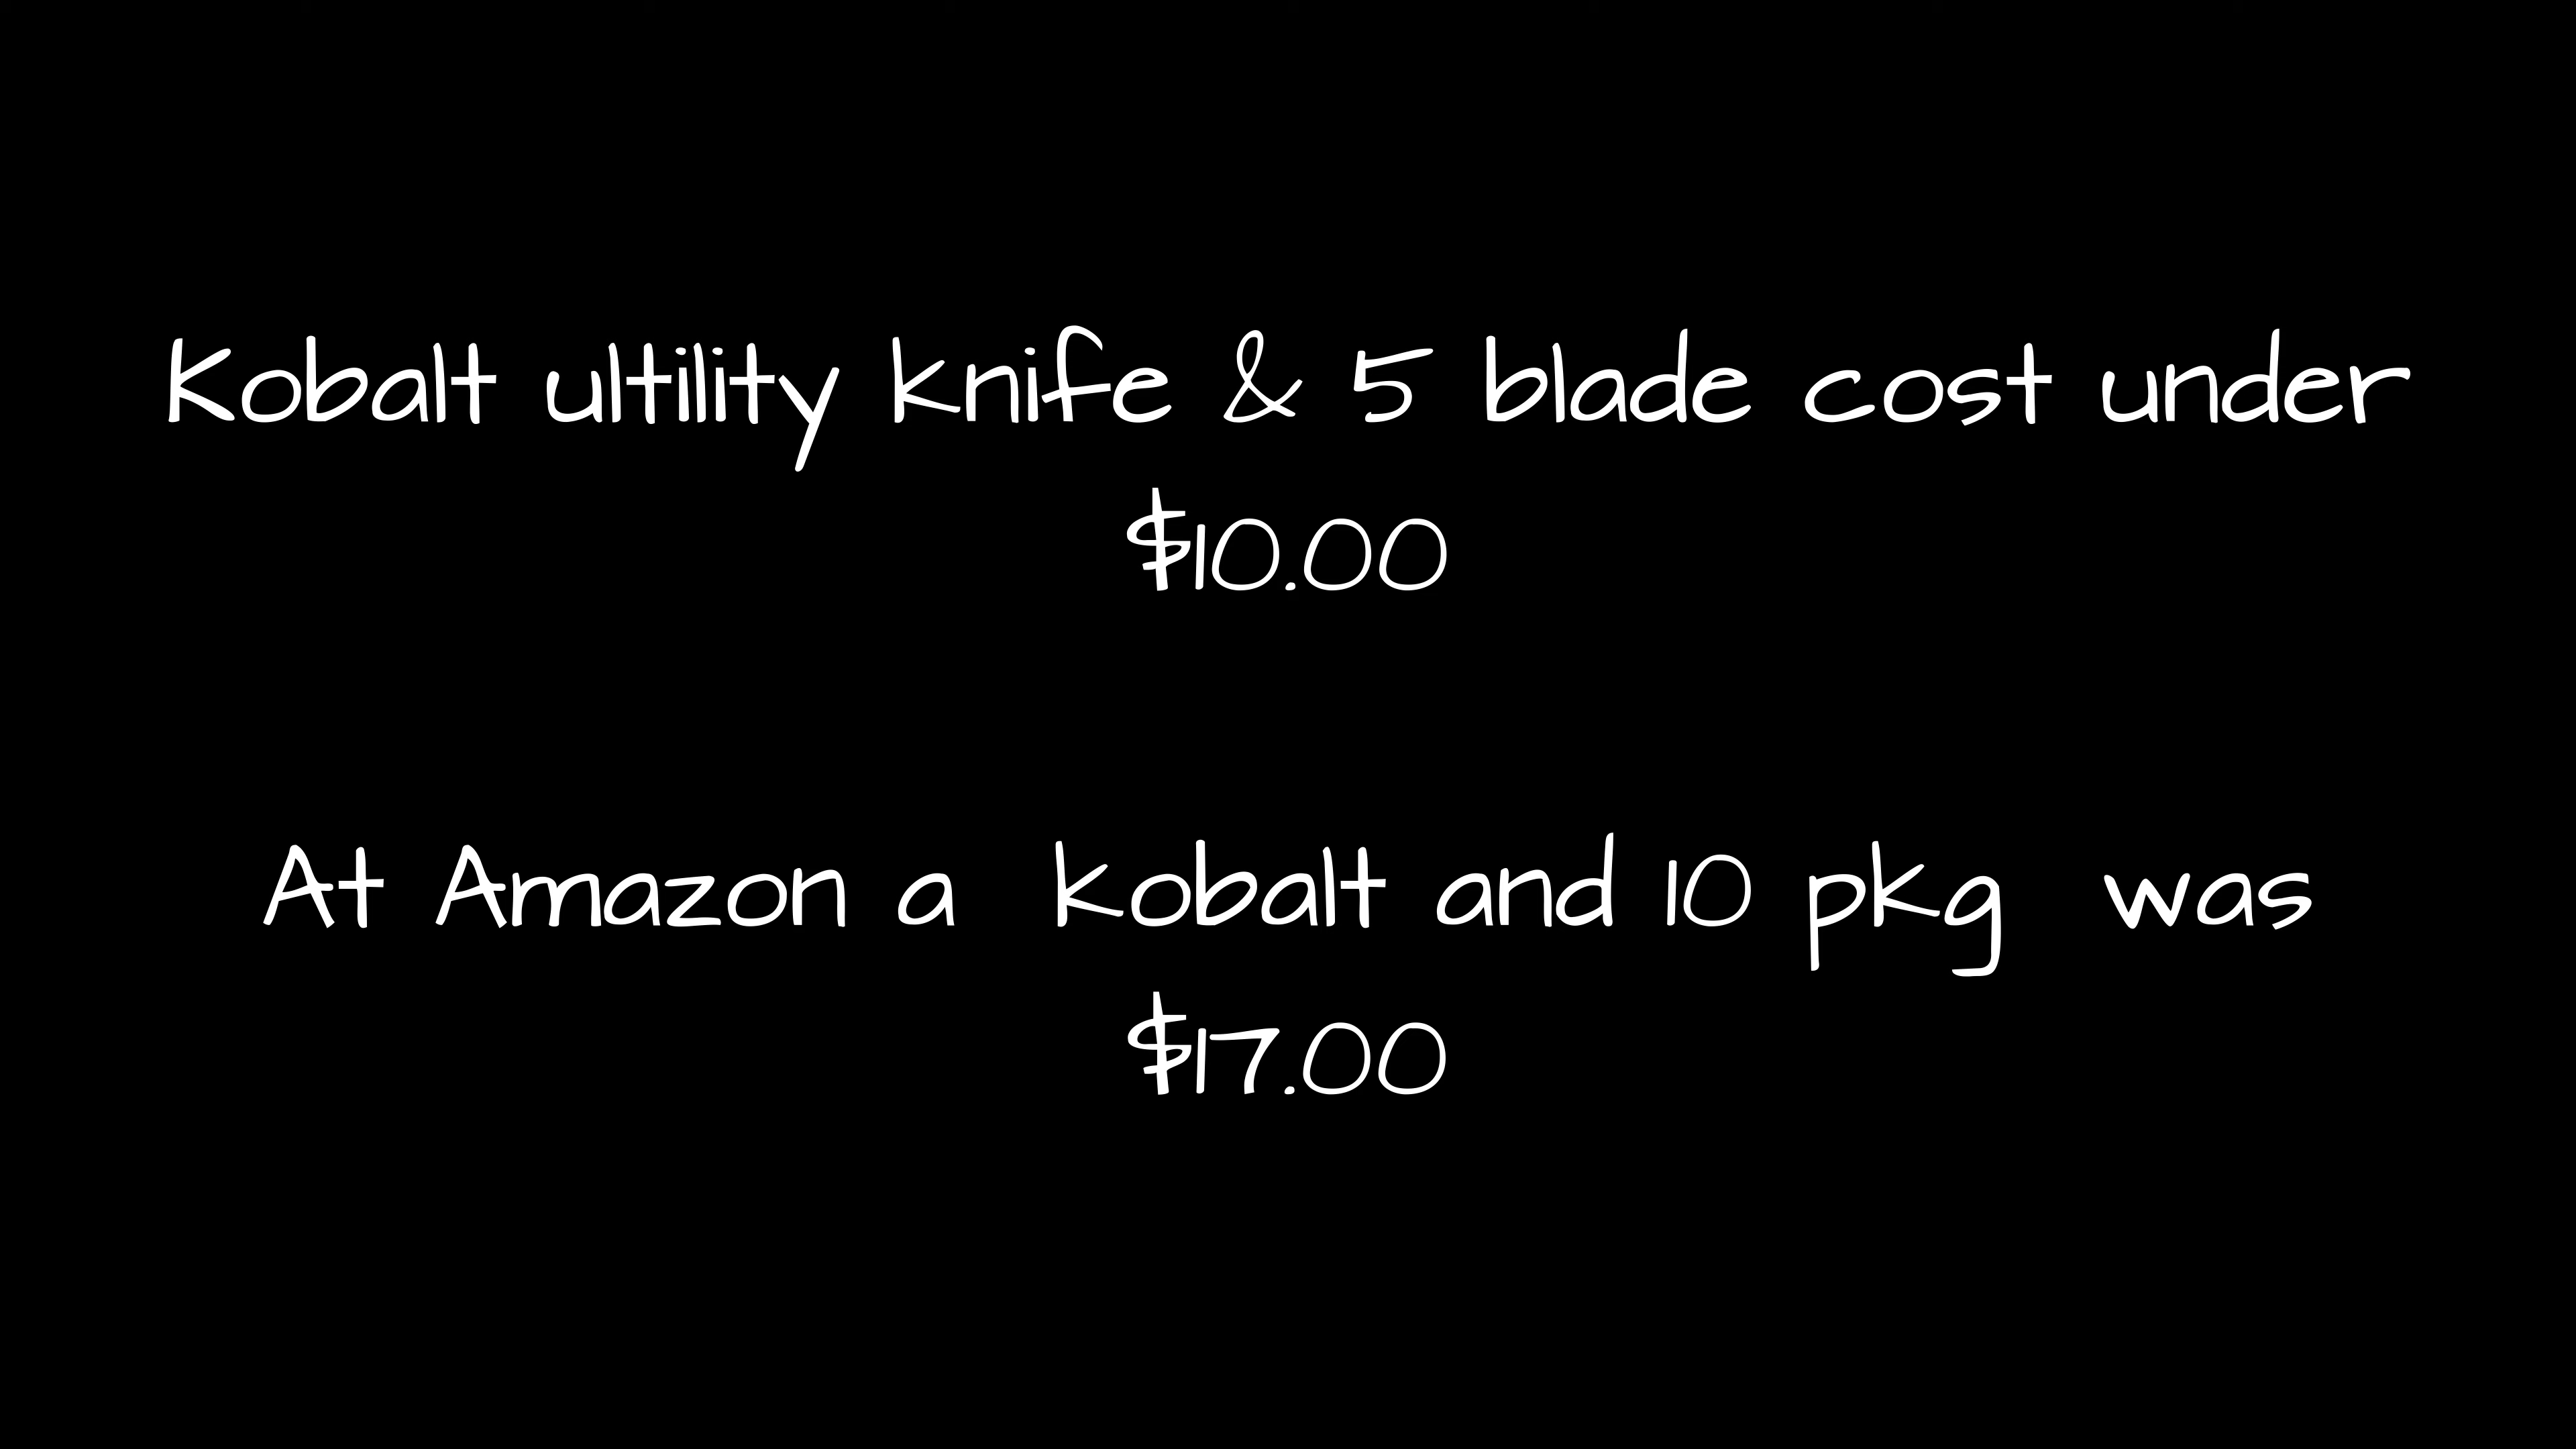 Kobalt ultility knife & 5 blade cost under
$10.00
At Amazon a kobalt and 10 pkg was
$17.00